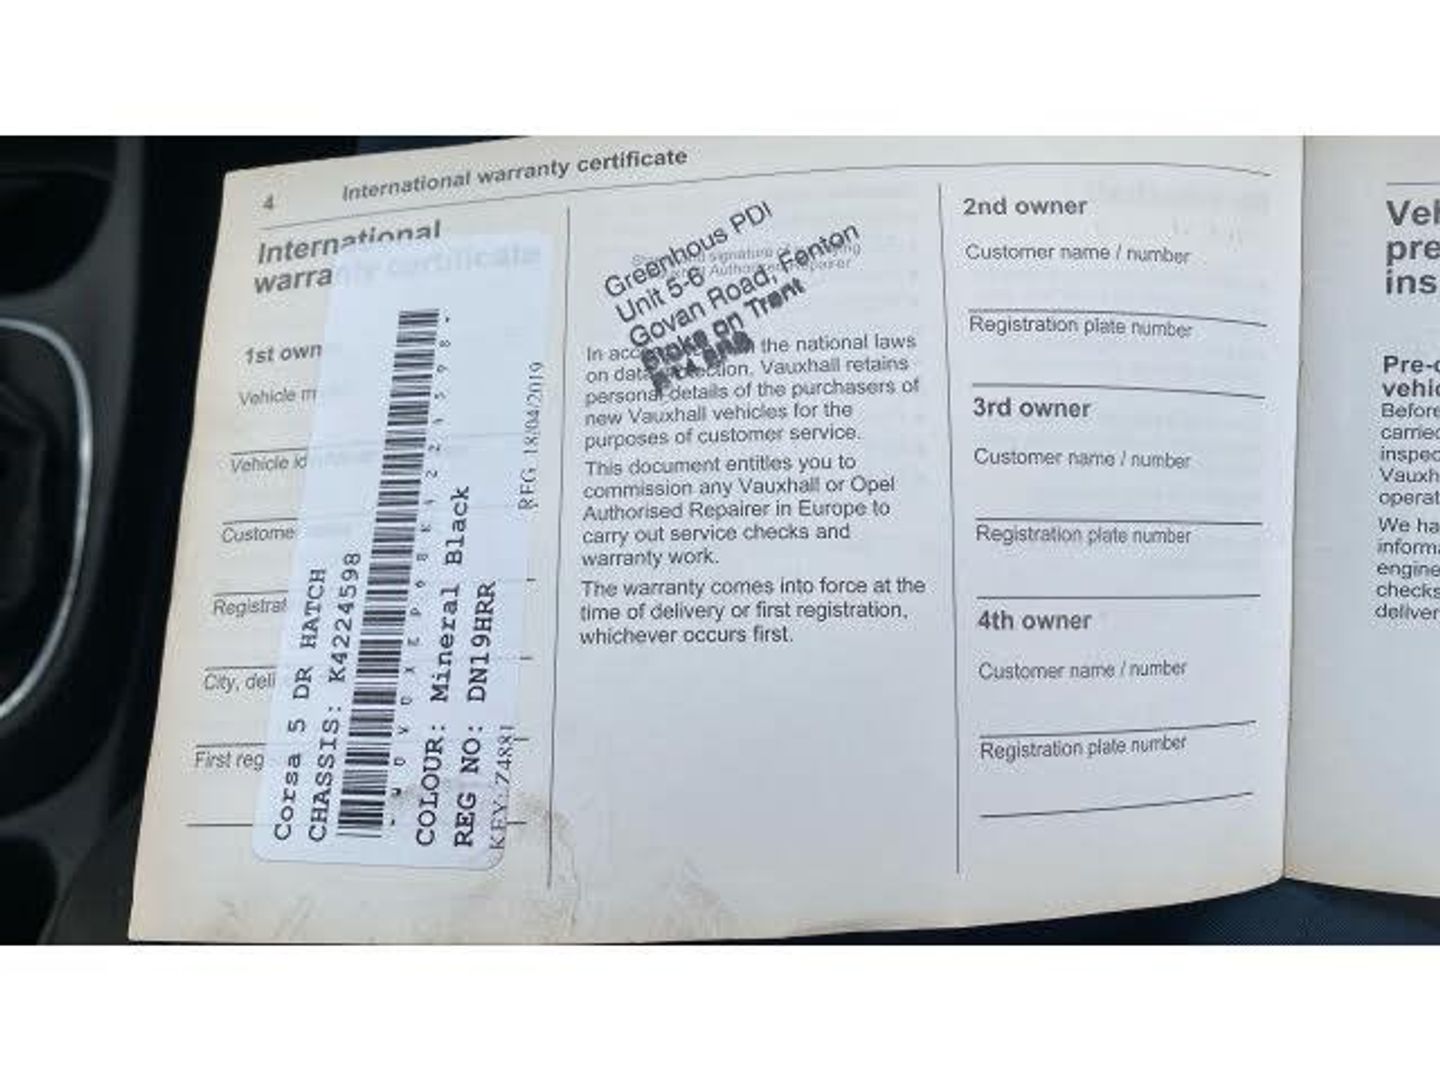 4 International warranty certificate
International
warranty certificate
1st own
Vehicle m
Vehicle id
Custome
Registrat
City, deli
First reg
Corsa 5 DR HATCH
CHASSIS: K4224598
COLOUR: Mineral Black
REG NO: DN19HRR
KEY: Z4881
REG 18/04/2019
Greenhous PDI
Unit 5-6
Govan Road, Fenton
Stoke on Trent
In acc the national laws
on data Vauxhall retains
personal details of the purchasers of
new Vauxhall vehicles for the
purposes of customer service.
This document entitles you to
commission any Vauxhall or Opel
Authorised Repairer in Europe to
carry out service checks and
warranty work.
The warranty comes into force at the
time of delivery or first registration,
whichever occurs first.
2nd owner
Customer name / number
Registration plate number
3rd owner
Customer name / number
Registration plate number
4th owner
Customer name / number
Registration plate number
Veh
pre
ins
Pre-d
vehic
Before
carried
inspec
Vauxh
operat
We ha
informa
engine
checks
deliver